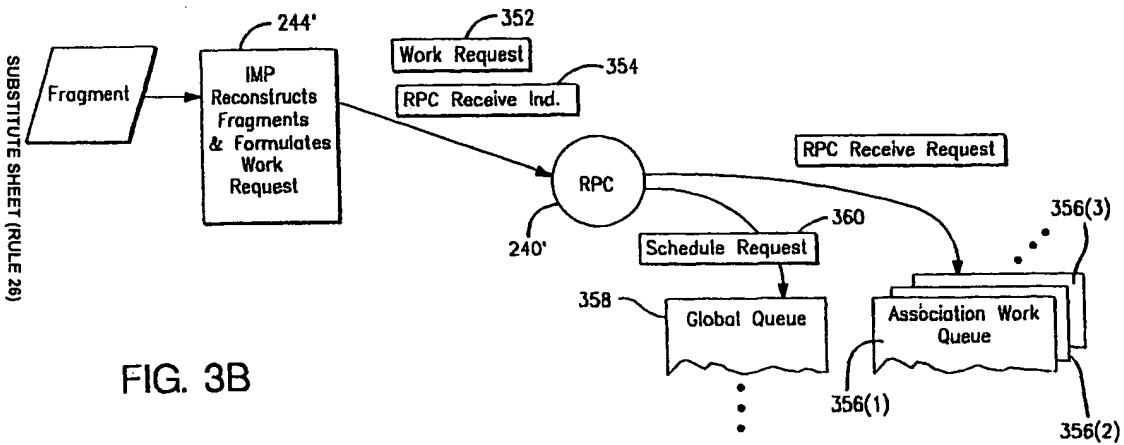 244'
352
Work Request
354
RPC Receive Ind.
SUBSTITUTE SHEET (RULE 26)
Fragment
IMP
Reconstructs
Fragments
& Formulates
Work
Request
RPC Receive Request
RPC
240'
360
Schedule Request
356(3)
358
Global Queue
Association Work
Queue
FIG. 3B
356(1)
356(2)